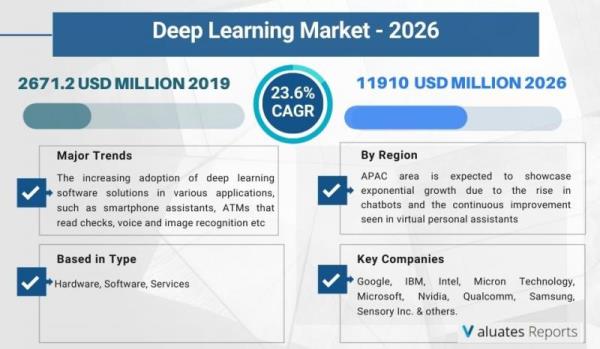 Deep Learning Market - 2026
2671.2 USD MILLION 2019
23.6%
CAGR
11910 USD MILLION 2026
Major Trends
The increasing adoption of deep learning
software solutions in various applications,
such as smartphone assistants, ATMs that
read checks, voice and image recognition etc
By Region
APAC area is expected to showcase
exponential growth due to the rise in
chatbots and the continuous improvement
seen in virtual personal assistants
Based in Type
Hardware, Software, Services
Key Companies
Google, IBM, Intel, Micron Technology,
Microsoft, Nvidia, Qualcomm, Samsung,
Sensory Inc. & others.
Valuates Reports